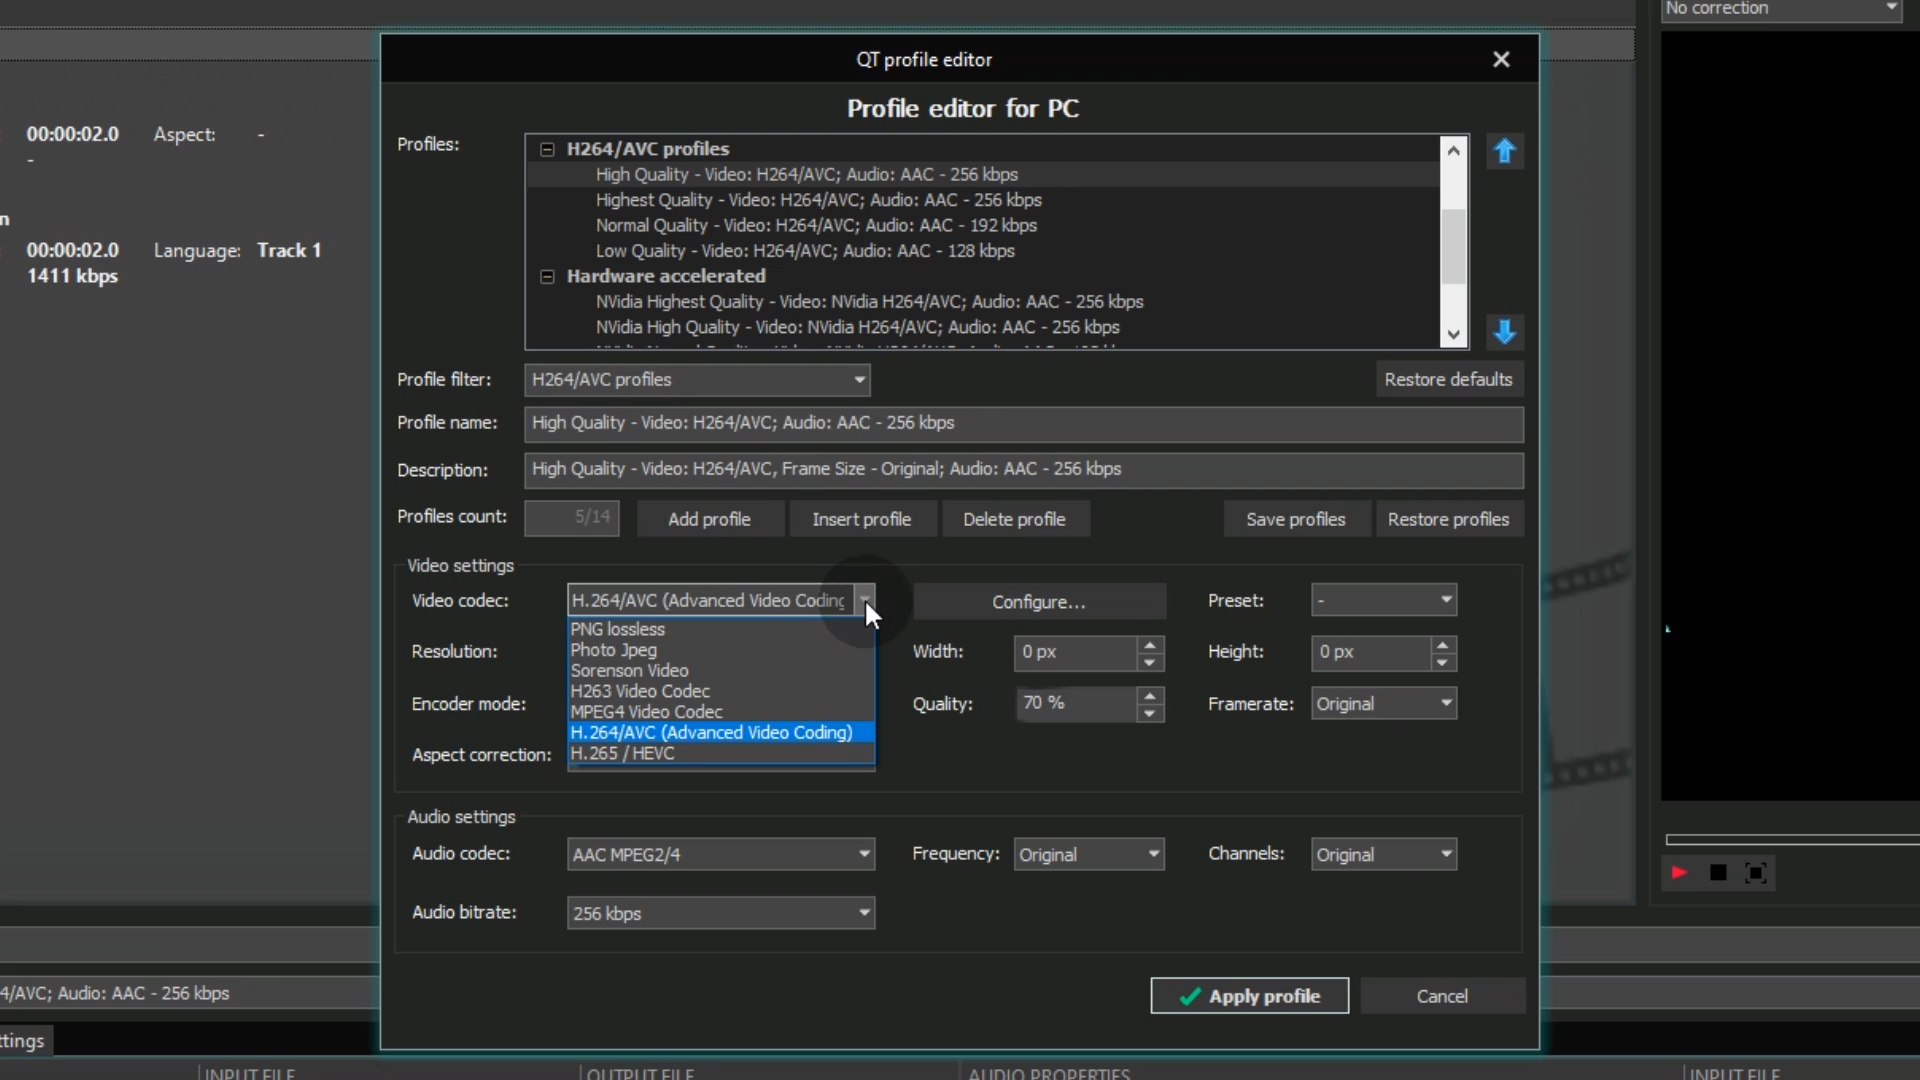 No correction
QT profile editor
Profile editor for PC
00:00:02.0 Aspect: -
-
n
00:00:02.0 Language: Track 1
1411 kbps
Profiles:
H264/AVC profiles
High Quality - Video: H264/AVC; Audio: AAC - 256 kbps
Highest Quality - Video: H264/AVC; Audio: AAC - 256 kbps
Normal Quality - Video: H264/AVC; Audio: AAC - 192 kbps
Low Quality - Video: H264/AVC; Audio: AAC - 128 kbps
Hardware accelerated
NVidia Highest Quality - Video: NVidia H264/AVC; Audio: AAC - 256 kbps
NVidia High Quality - Video: NVidia H264/AVC; Audio: AAC - 256 kbps
Profile filter: H264/AVC profiles Restore defaults
Profile name: High Quality - Video: H264/AVC; Audio: AAC - 256 kbps
Description: High Quality - Video: H264/AVC, Frame Size - Original; Audio: AAC - 256 kbps
Profiles count: 5/14 Add profile Insert profile Delete profile Save profiles Restore profiles
Video settings
Video codec: H.264/AVC (Advanced Video Coding Configure... Preset: -
PNG lossless
Photo Jpeg
Sorenson Video
H263 Video Codec
MPEG4 Video Codec
H.264/AVC (Advanced Video Coding)
H.265 / HEVC
Resolution: Width: 0 px Height: 0 px
Encoder mode: Quality: 70 % Framerate: Original
Aspect correction:
Audio settings
Audio codec: AAC MPEG2/4 Frequency: Original Channels: Original
Audio bitrate: 256 kbps
Apply profile Cancel
4/AVC; Audio: AAC - 256 kbps
ttings
INPUT FILE OUTPUT FILE AUDIO PROPERTIES INPUT FILE